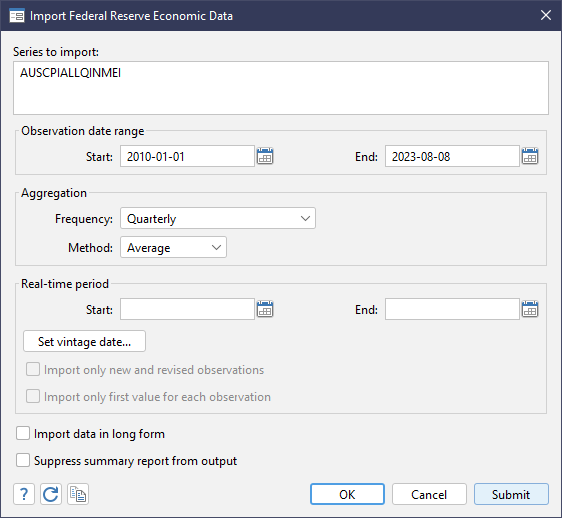 Import Federal Reserve Economic Data
Series to import:
AUSCPIALLQINMEI
Observation date range
Start: 2010-01-01 End: 2023-08-08
Aggregation
Frequency: Quarterly
Method: Average
Real-time period
Start: End:
Set vintage date...
Import only new and revised observations
Import only first value for each observation
Import data in long form
Suppress summary report from output
? OK Cancel Submit